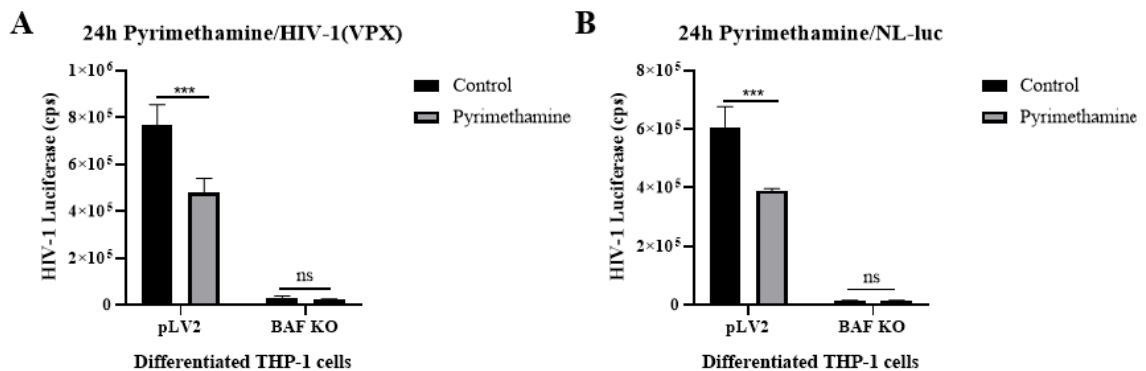 A
24h Pyrimethamine/HIV-1(VPX)
HIV-1 Luciferase (cps)
1×10⁶
8×10⁵
6×10⁵
4×10⁵
2×10⁵
0
***
ns
pLV2
BAF KO
Differentiated THP-1 cells
Control
Pyrimethamine
B
24h Pyrimethamine/NL-luc
HIV-1 Luciferase (cps)
8×10⁵
6×10⁵
4×10⁵
2×10⁵
0
***
ns
pLV2
BAF KO
Differentiated THP-1 cells
Control
Pyrimethamine